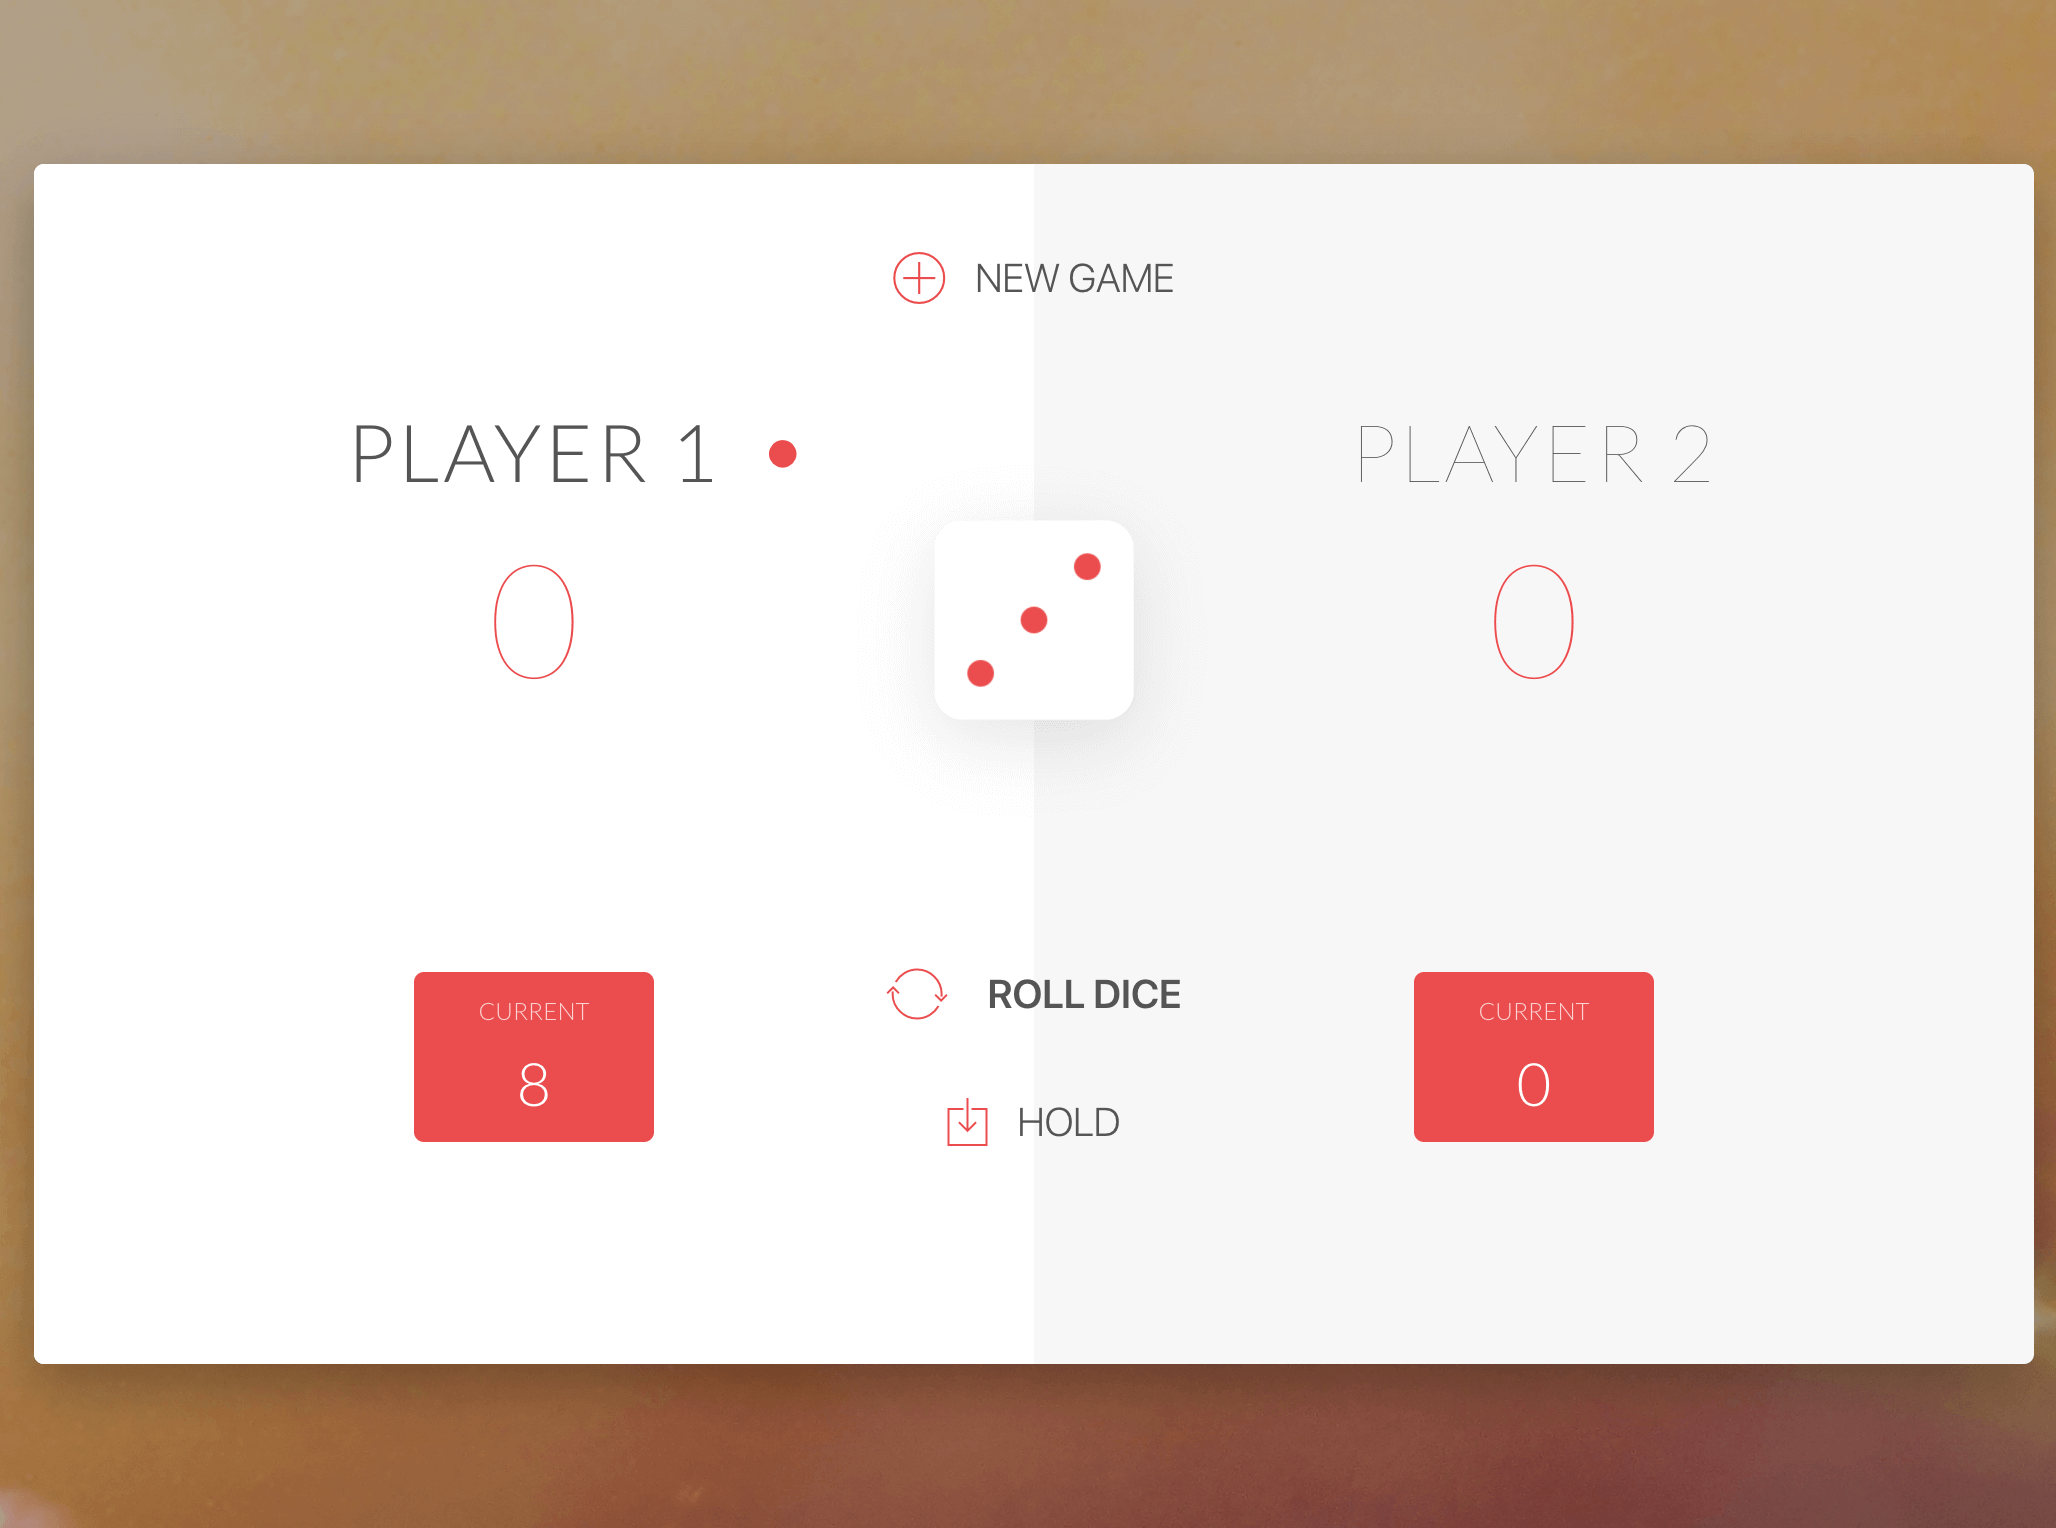 NEW GAME
PLAYER 1
PLAYER 2
0
0
CURRENT
8
ROLL DICE
HOLD
CURRENT
0